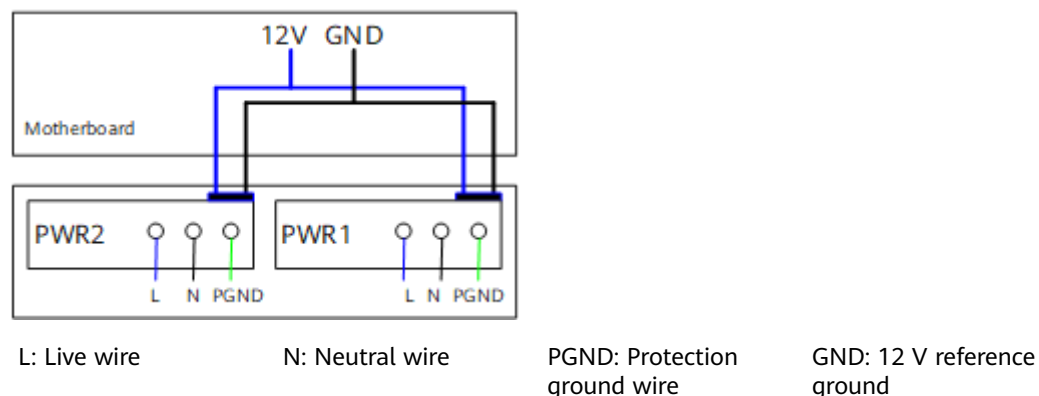 12V GND
Motherboard
PWR2 PWR1
L N PGND L N PGND
L: Live wire N: Neutral wire PGND: Protection GND: 12 V reference
ground wire ground